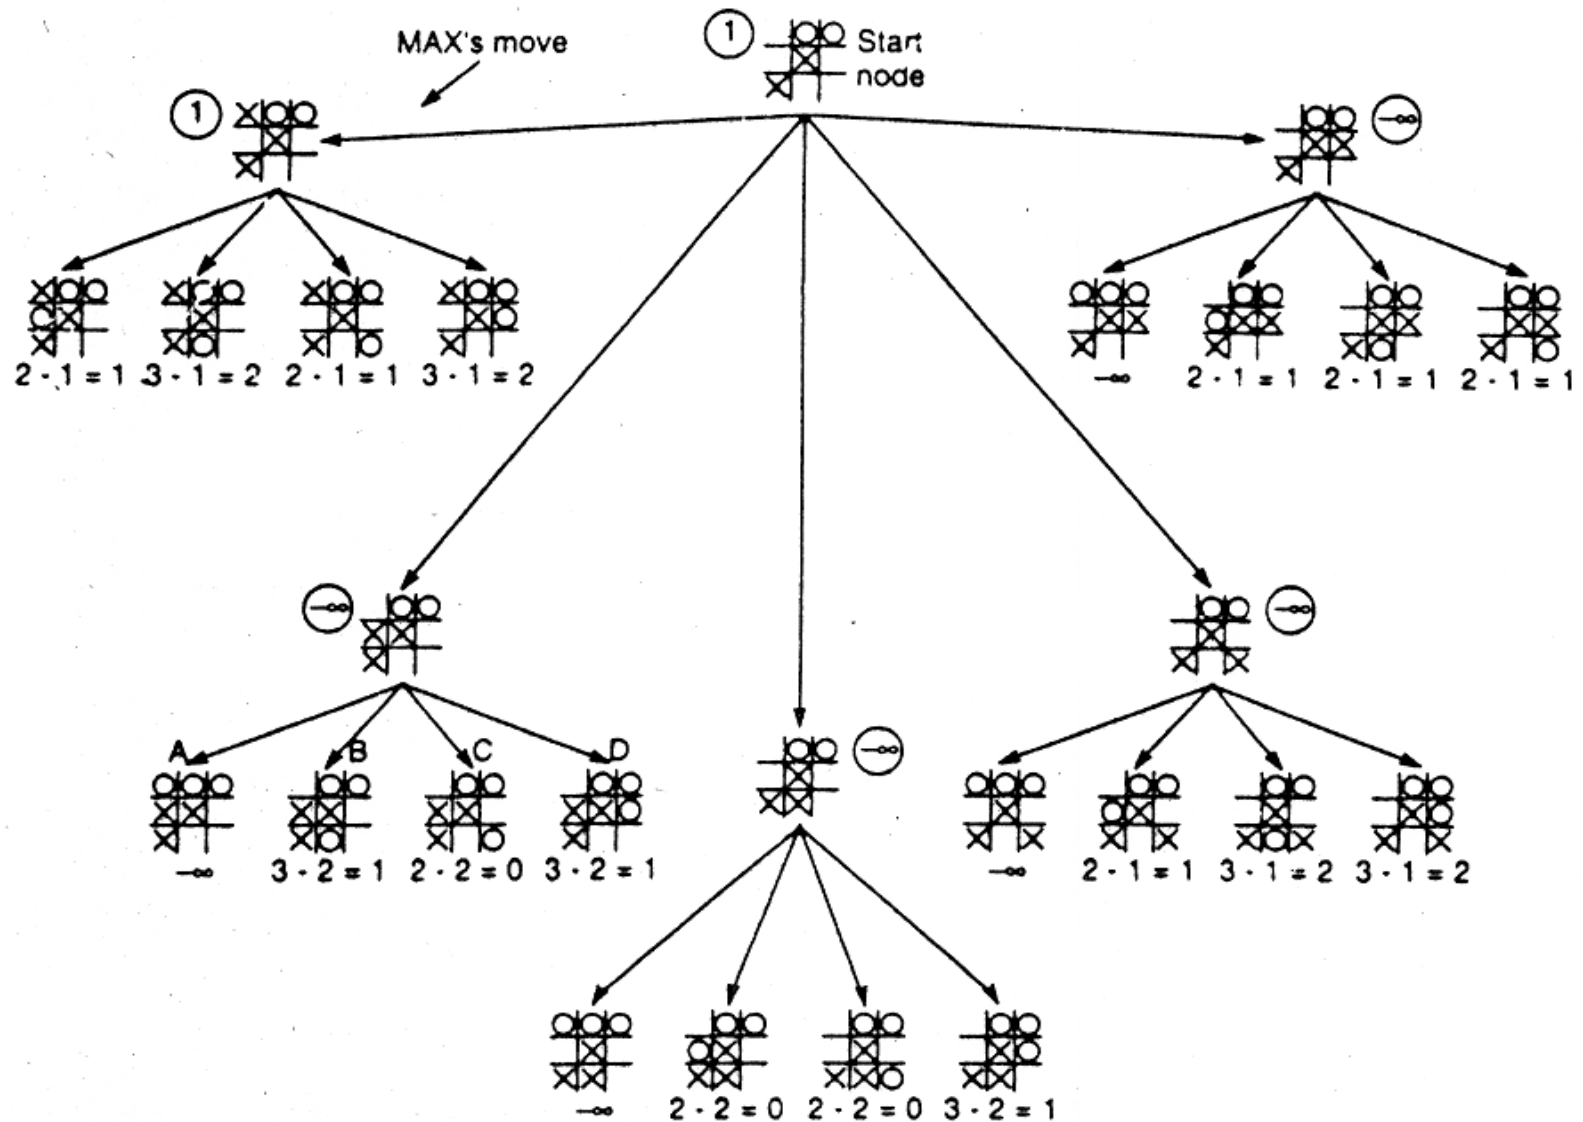 MAX's move
1
Start
node
1
-∞
2 - 1 = 1
3 - 1 = 2
2 - 1 = 1
3 - 1 = 2
-∞
2 - 1 = 1
2 - 1 = 1
2 - 1 = 1
-∞
-∞
A
B
C
D
-∞
-∞
3 - 2 = 1
2 - 2 = 0
3 - 2 = 1
-∞
2 - 1 = 1
3 - 1 = 2
3 - 1 = 2
-∞
2 - 2 = 0
2 - 2 = 0
3 - 2 = 1